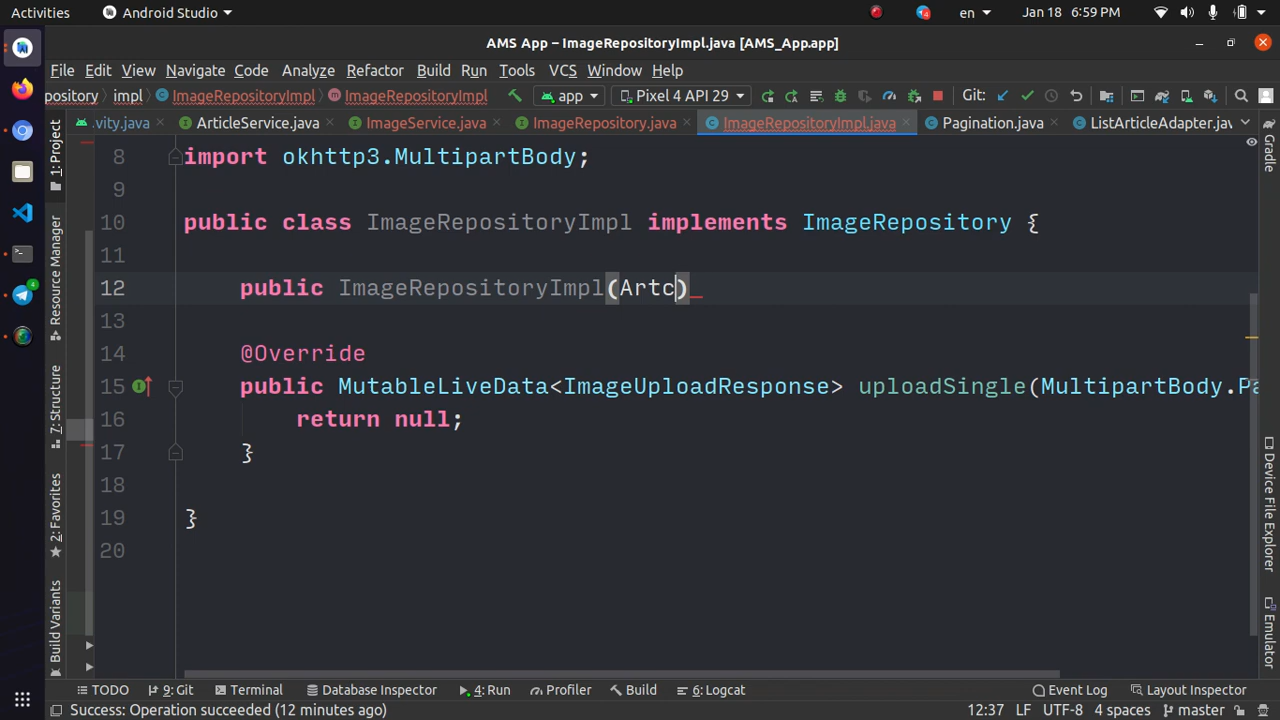 Activities Android Studio en Jan 18 6:59 PM
4
AMS App – ImageRepositoryImpl.java [AMS_App.app]
File Edit View Navigate Code Analyze Refactor Build Run Tools VCS Window Help
pository impl ImageRepositoryImpl ImageRepositoryImpl app Pixel 4 API 29 Git:
.vity.java ArticleService.java ImageService.java ImageRepository.java ImageRepositoryImpl.java Pagination.java ListArticleAdapter.java
8 import okhttp3.MultipartBody;
9
10 public class ImageRepositoryImpl implements ImageRepository {
11
12 public ImageRepositoryImpl(Artc)
13
14 @Override
15 public MutableLiveData<ImageUploadResponse> uploadSingle(MultipartBody.Pa
16 return null;
17 }
18
19 }
20
1: Project
Resource Manager
7: Structure
2: Favorites
Build Variants
4
Gradle
Device File Explorer
Emulator
TODO 9: Git Terminal Database Inspector 4: Run Profiler Build 6: Logcat Event Log Layout Inspector
Success: Operation succeeded (12 minutes ago) 12:37 LF UTF-8 4 spaces master